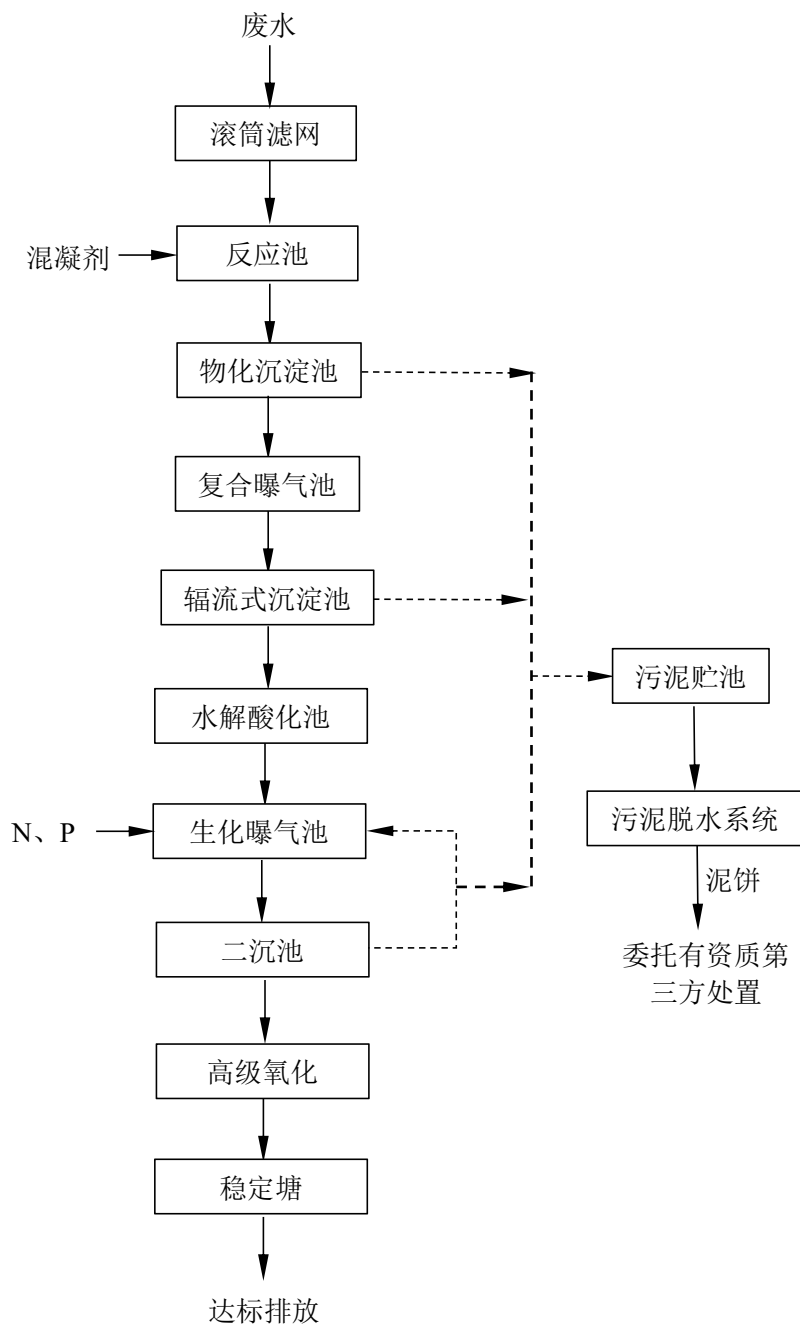 废水
滚筒滤网
混凝剂
反应池
物化沉淀池
复合曝气池
辐流式沉淀池
污泥贮池
水解酸化池
污泥脱水系统
N、P
生化曝气池
泥饼
二沉池
委托有资质第
三方处置
高级氧化
稳定塘
达标排放